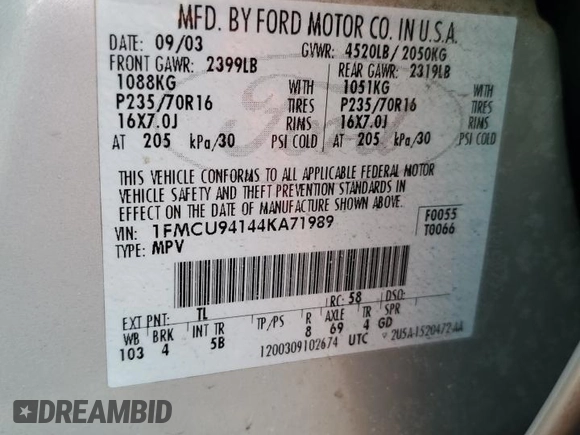 MFD. BY FORD MOTOR CO. IN U.S.A.
DATE: 09/03 GVWR: 4520LB/ 2050KG
FRONT GAWR: 2399LB REAR GAWR: 2319LB
1088KG WITH 1051KG WITH
P235/70R16 TIRES P235/70R16 TIRES
16X7.0J RIMS 16X7.0J RIMS
AT 205 kPa/30 PSI COLD AT 205 kPa/30 PSI COLD
Ford
THIS VEHICLE CONFORMS TO ALL APPLICABLE FEDERAL MOTOR
VEHICLE SAFETY AND THEFT PREVENTION STANDARDS IN
EFFECT ON THE DATE OF MANUFACTURE SHOWN ABOVE.
VIN: 1FMCU94144KA71989 F0055
TYPE: MPV T0066
EXT PNT: TL RC: 58 DSO:
WB BRK INT TR TP/PS R AXLE TR SPR
103 4 5B 8 69 4 GD
1200309102674 UTC 2U5A-1520472-AA
DREAMBID